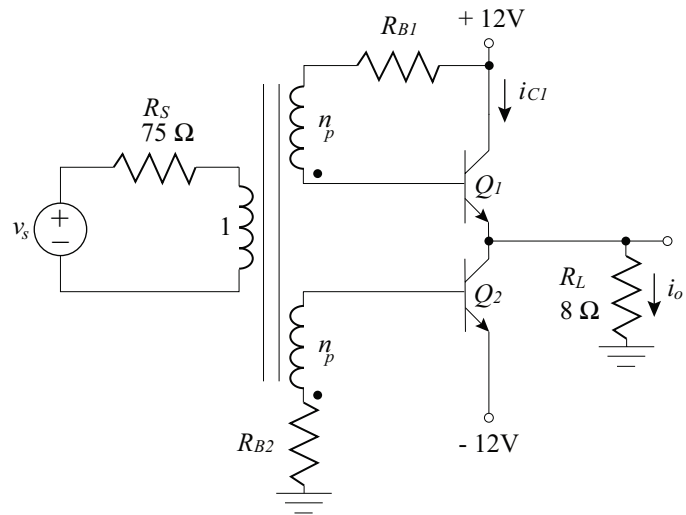 R_B1
+ 12V
i_C1
R_S
75 Ω
n_p
Q_1
v_s
+
−
1
R_L
8 Ω
i_o
Q_2
n_p
R_B2
- 12V